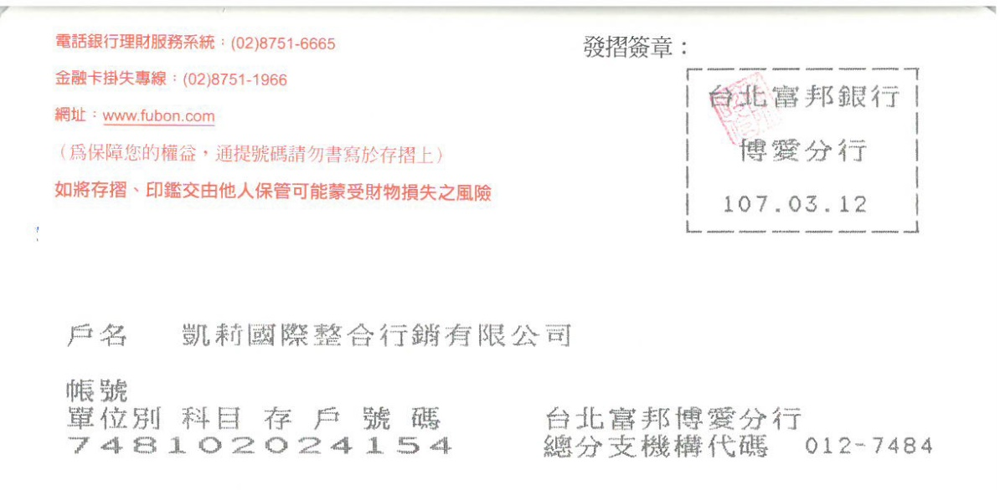 電話銀行理財服務系統：(02)8751-6665
金融卡掛失專線：(02)8751-1966
網址：www.fubon.com
（爲保障您的權益，通提號碼請勿書寫於存摺上）
如將存摺、印鑑交由他人保管可能蒙受財物損失之風險
發摺簽章：
台北富邦銀行
博愛分行
107.03.12
戶名 凱莉國際整合行銷有限公司
帳號
單位別 科目 存戶號碼
748102024154
台北富邦博愛分行
總分支機構代碼 012-7484